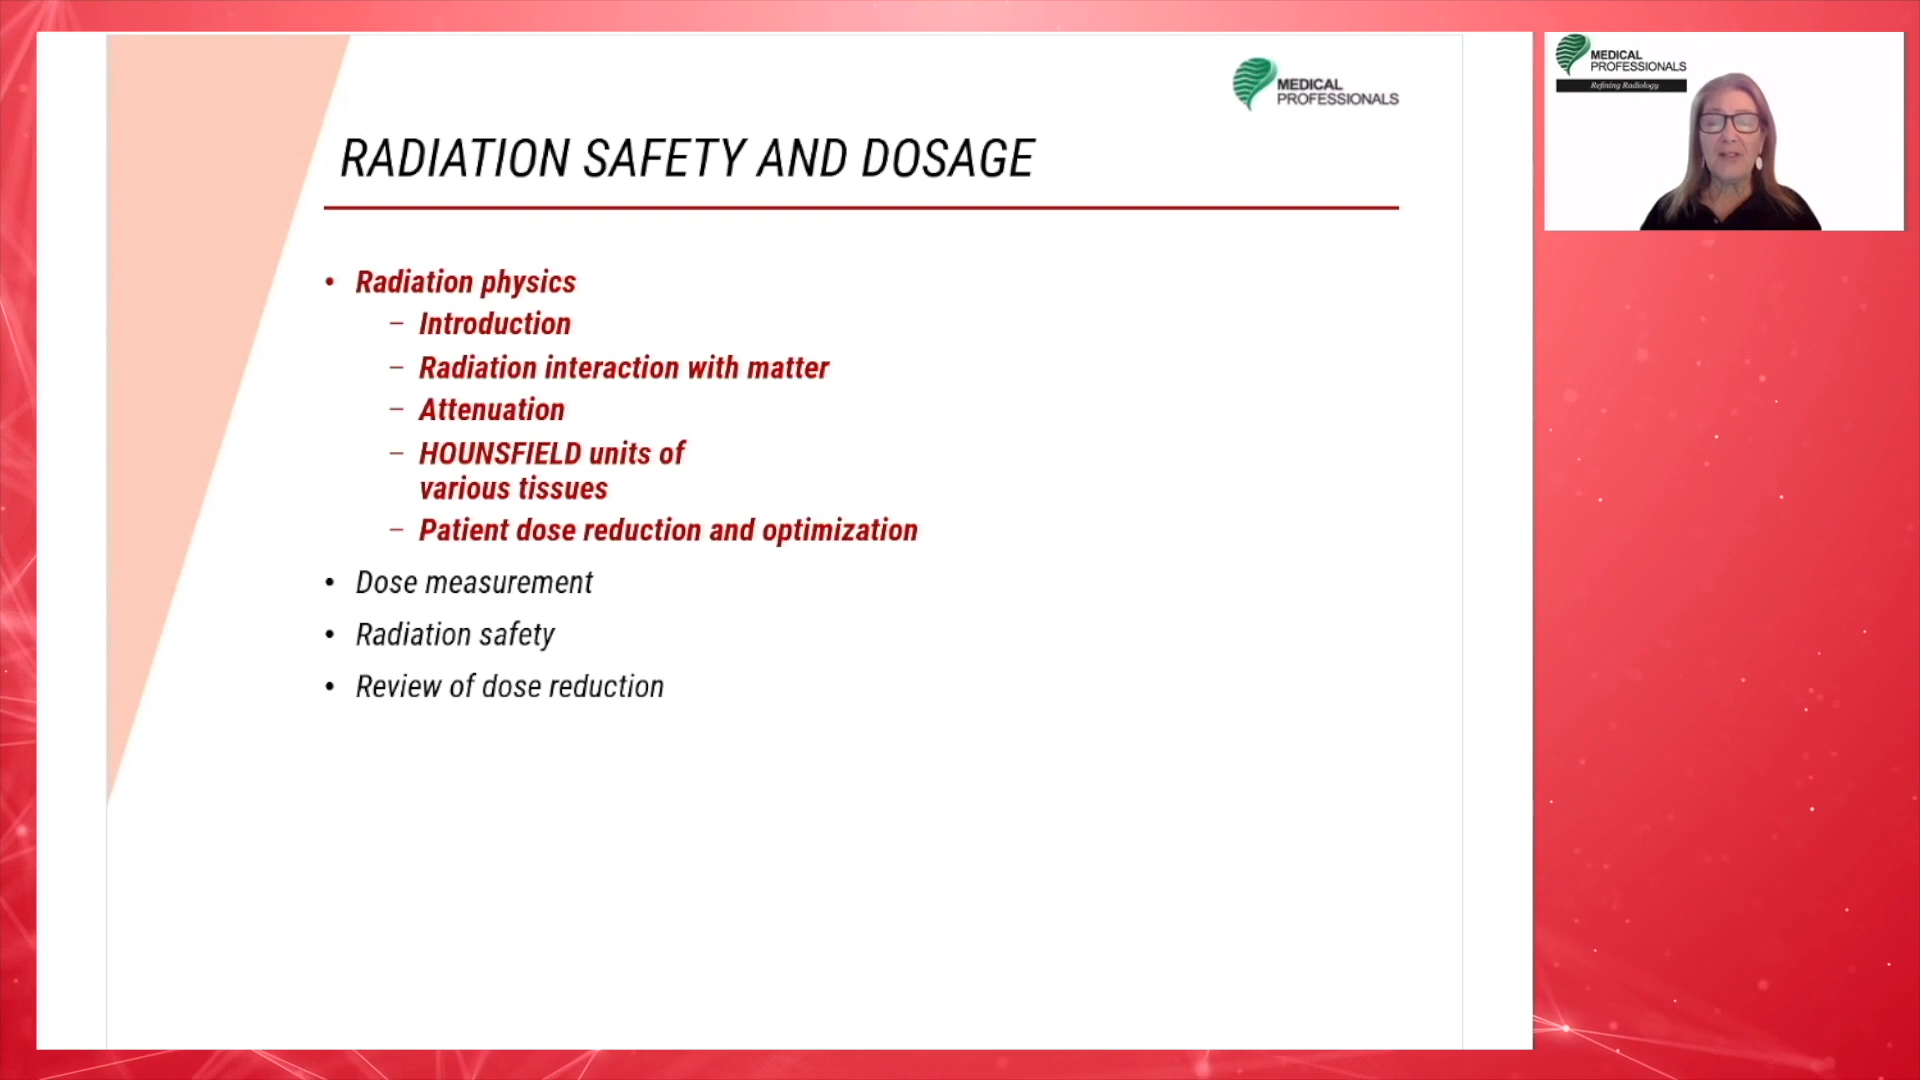 MEDICAL
PROFESSIONALS
RADIATION SAFETY AND DOSAGE
• Radiation physics
– Introduction
– Radiation interaction with matter
– Attenuation
– HOUNSFIELD units of
various tissues
– Patient dose reduction and optimization
• Dose measurement
• Radiation safety
• Review of dose reduction
MEDICAL
PROFESSIONALS
Refining Radiology